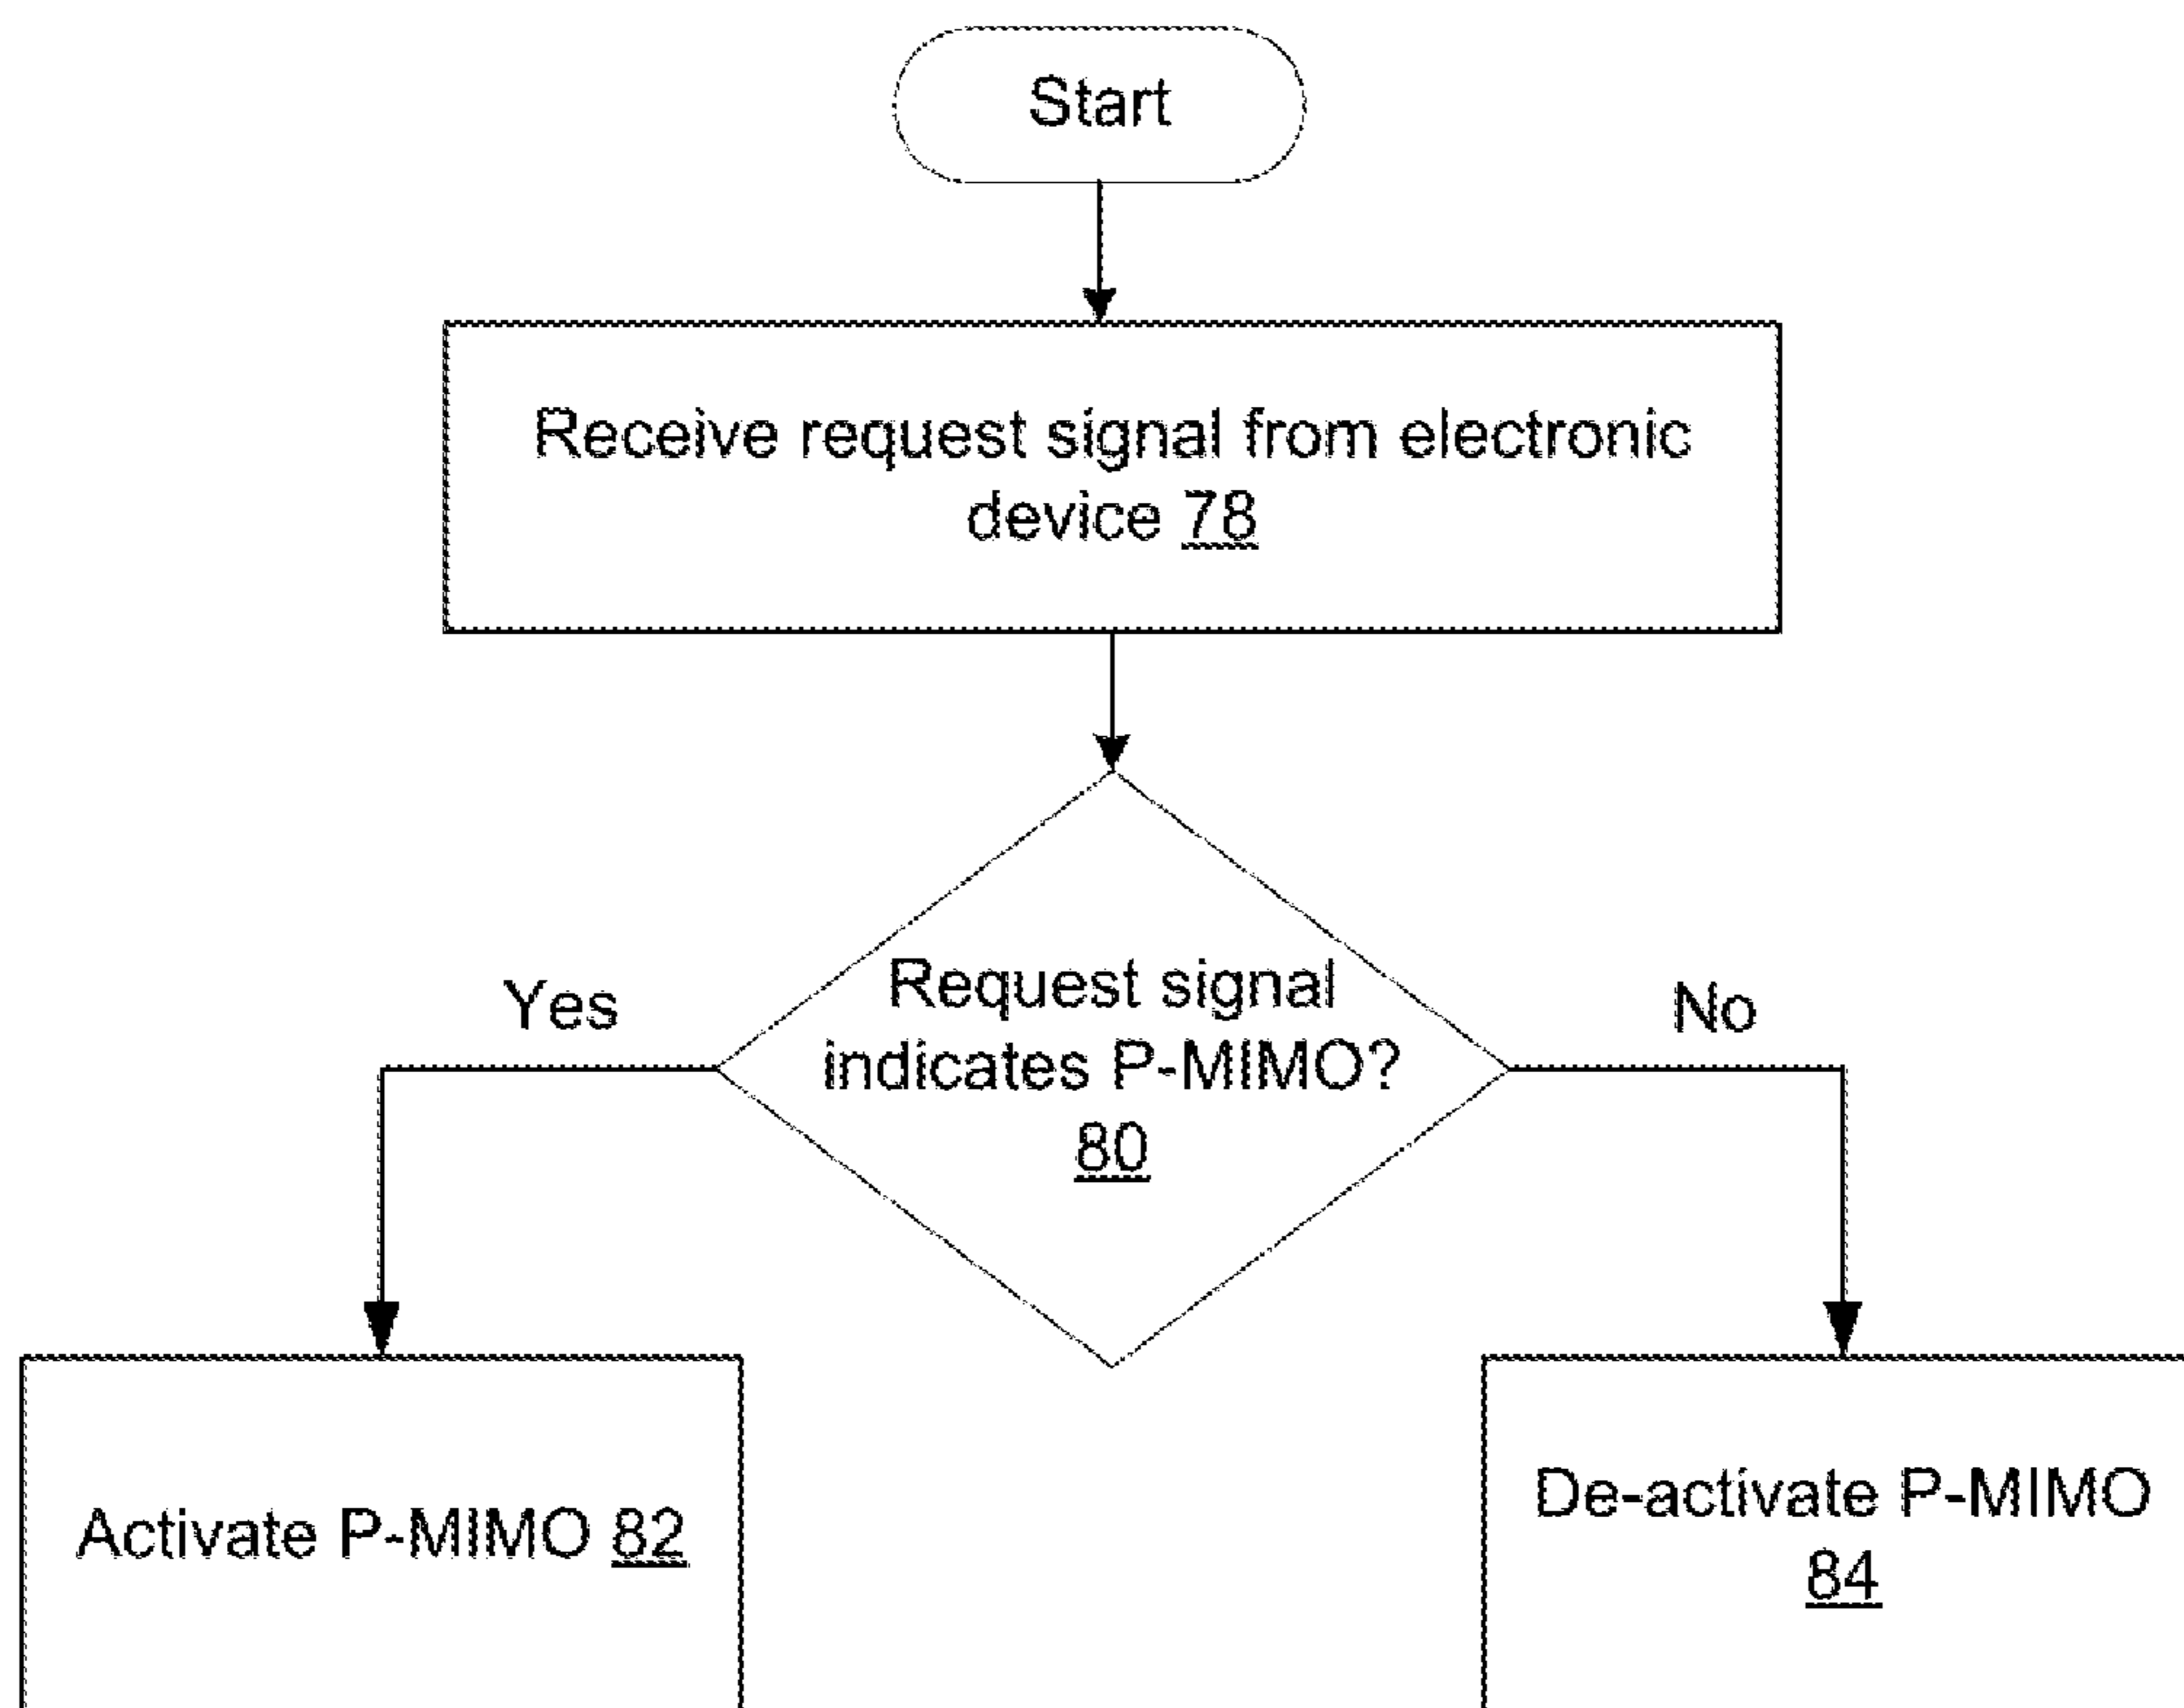 Start
Receive request signal from electronic
device 78
Request signal
indicates P-MIMO?
80
Yes
No
Activate P-MIMO 82
De-activate P-MIMO
84